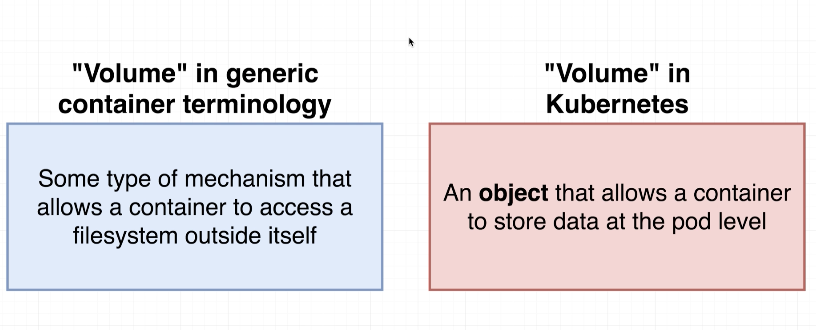 "Volume" in generic
container terminology
Some type of mechanism that
allows a container to access a
filesystem outside itself
"Volume" in
Kubernetes
An object that allows a container
to store data at the pod level